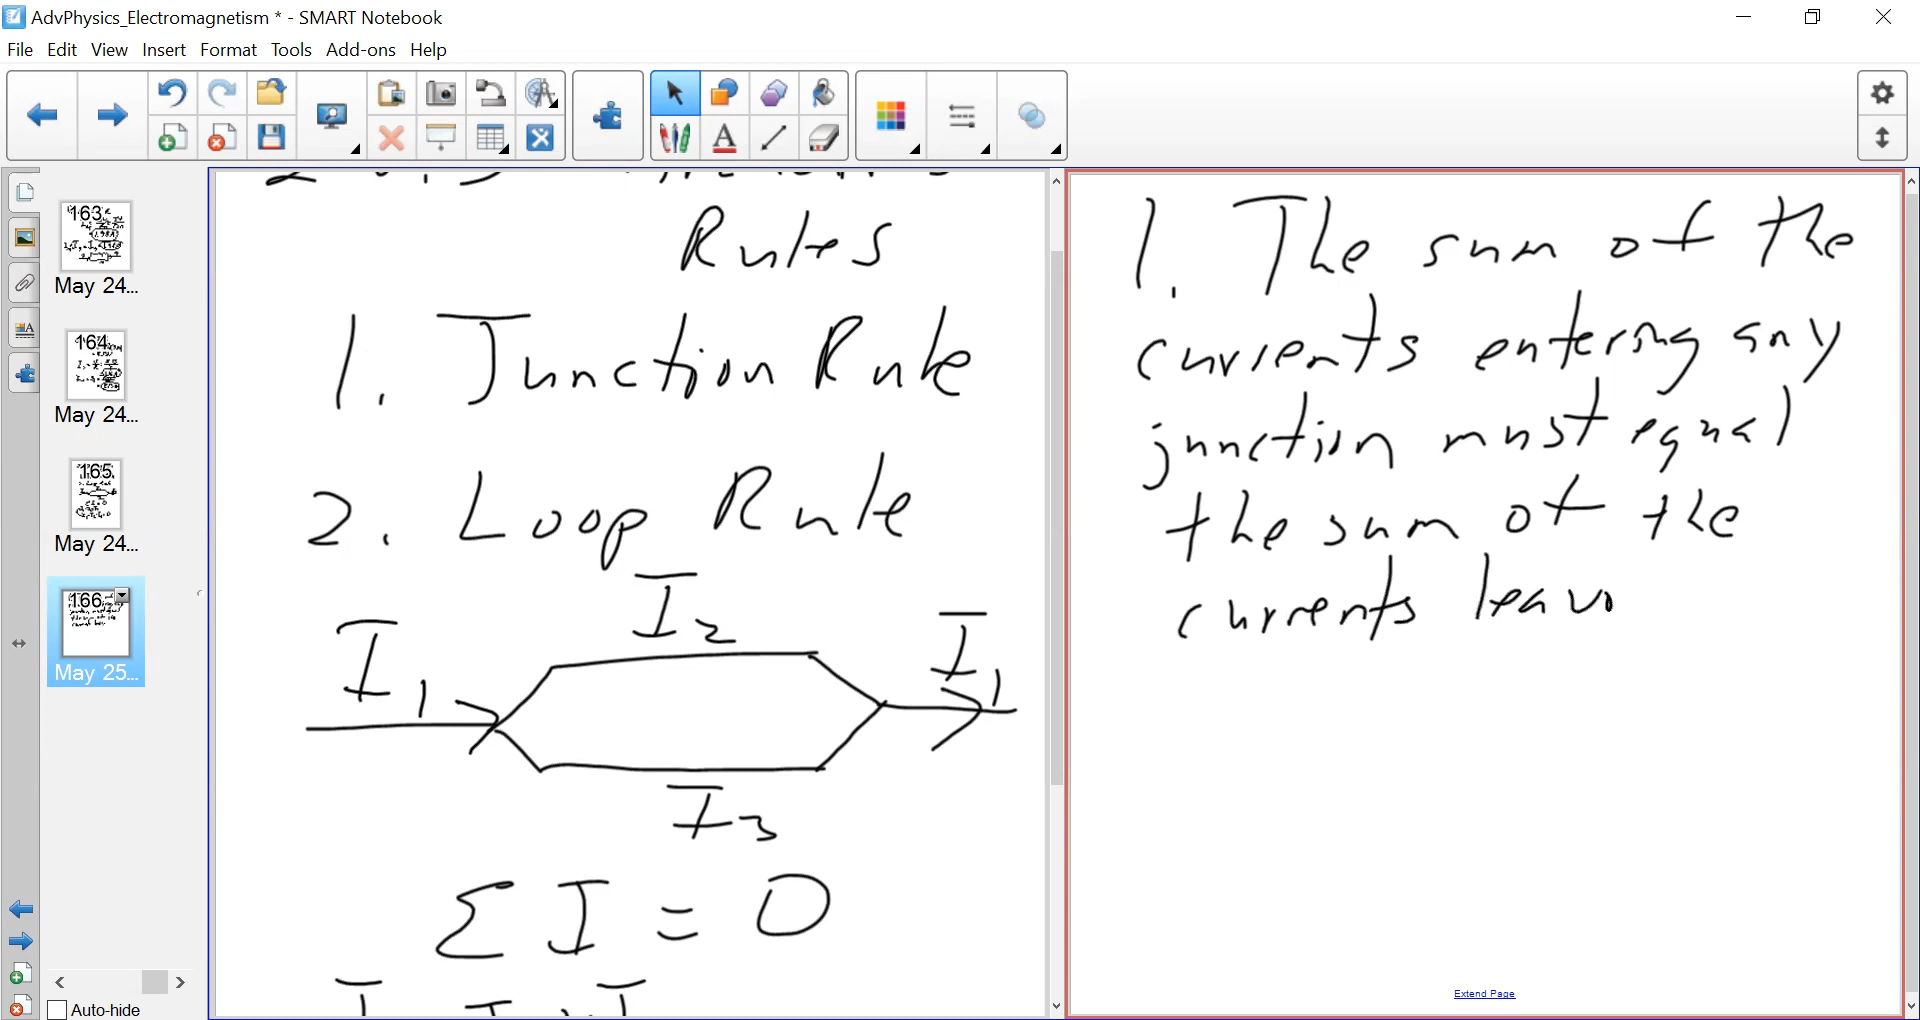 AdvPhysics_Electromagnetism * - SMART Notebook
File Edit View Insert Format Tools Add-ons Help
163
May 24...
164
May 24...
165
May 24...
166
May 25...
Auto-hide
Rules
1. Junction Rule
2. Loop Rule
I2
I1
I1
I3
Σ I = 0
1. The sum of the
currents entering any
junction must equal
the sum of the
currents leav
Extend Page